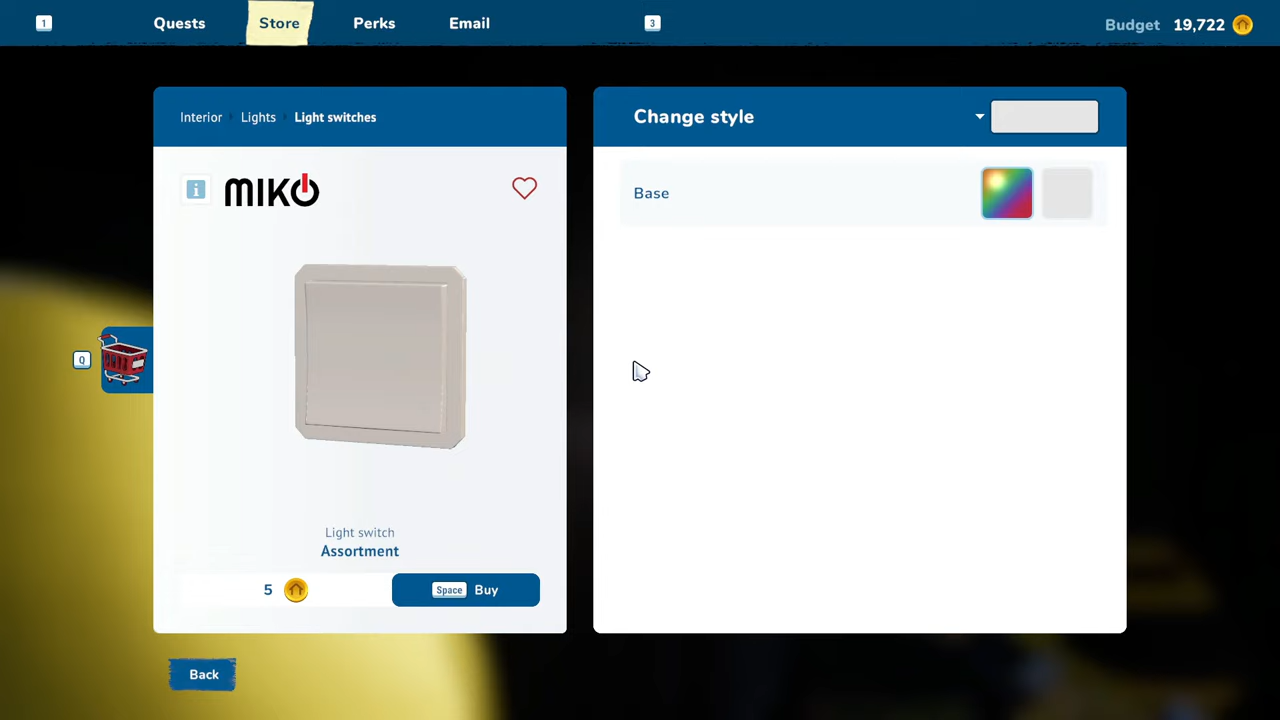 1
Quests
Store
Perks
Email
3
Budget 19,722
Interior Lights Light switches
i
MIKO
Light switch
Assortment
5
Space Buy
Change style
Base
Q
Back